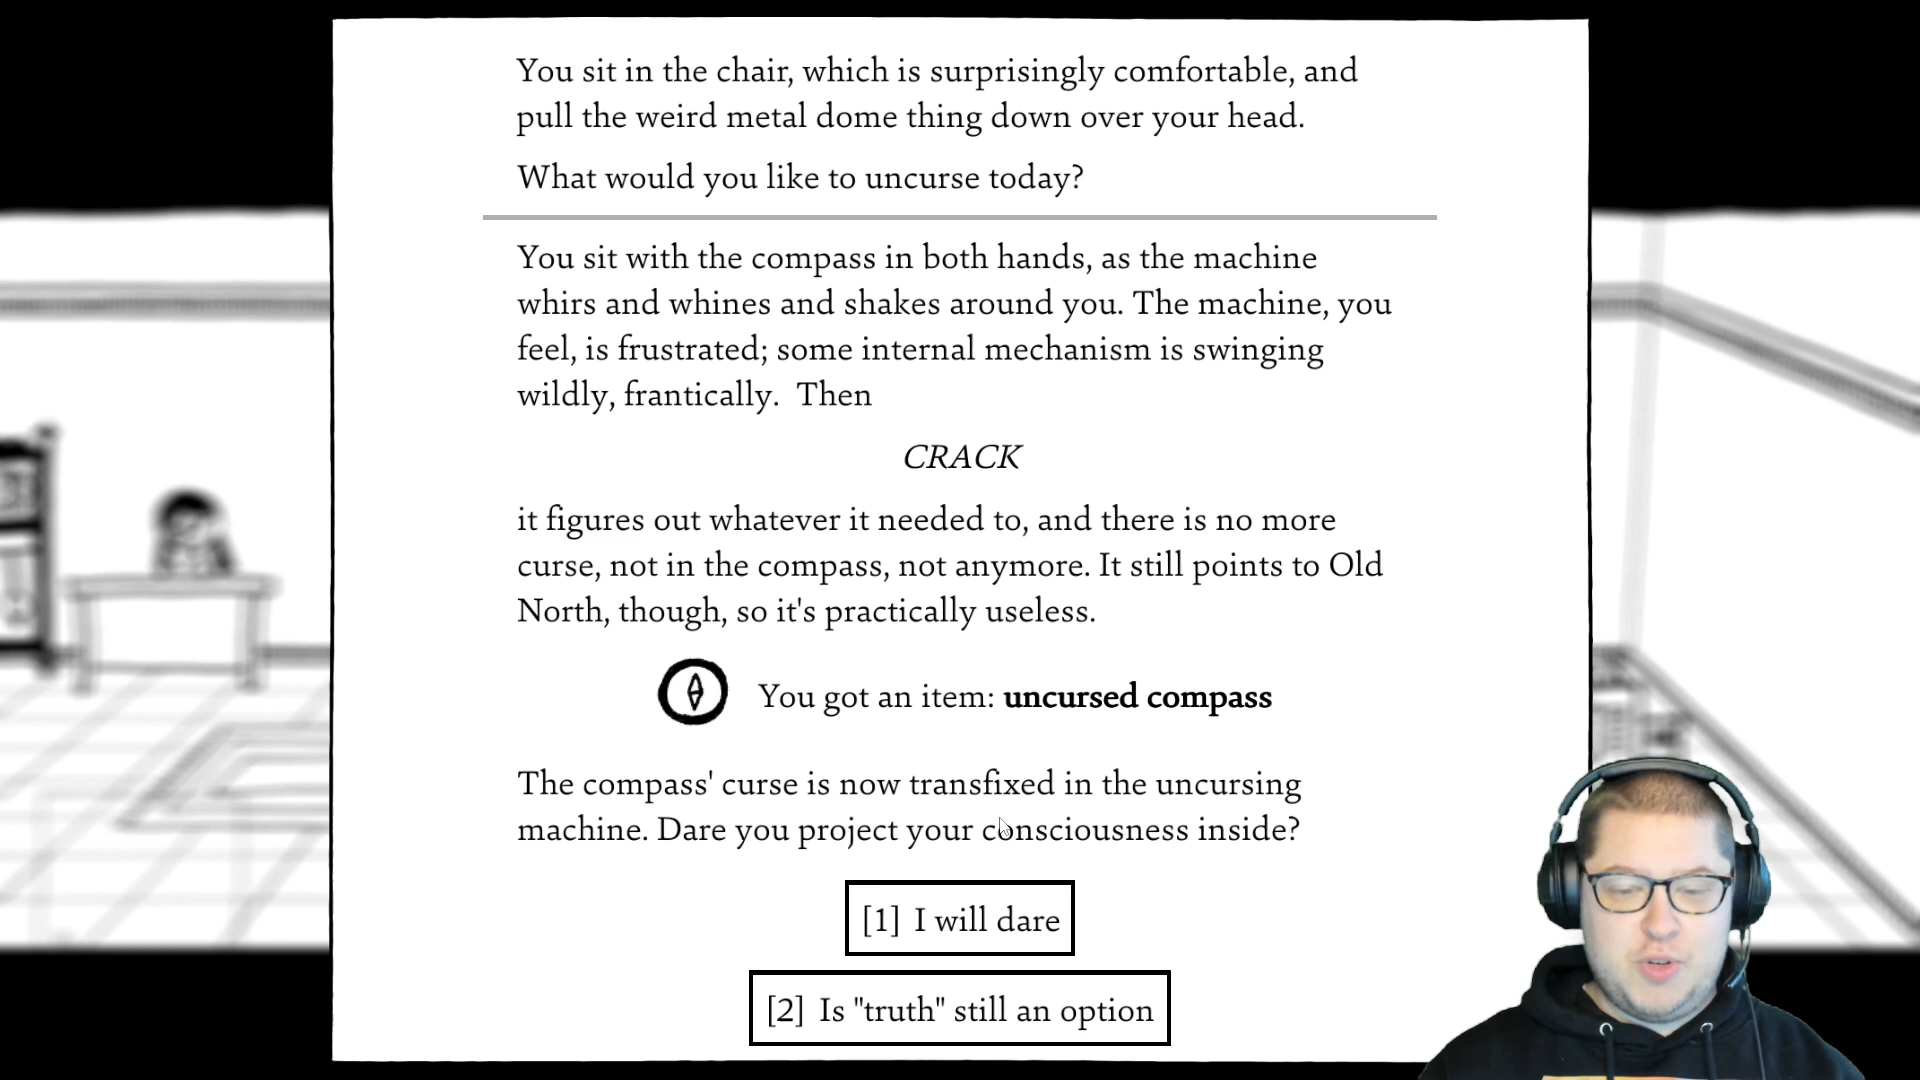 You sit in the chair, which is surprisingly comfortable, and
pull the weird metal dome thing down over your head.
What would you like to uncurse today?
You sit with the compass in both hands, as the machine
whirs and whines and shakes around you. The machine, you
feel, is frustrated; some internal mechanism is swinging
wildly, frantically.  Then
CRACK
it figures out whatever it needed to, and there is no more
curse, not in the compass, not anymore. It still points to Old
North, though, so it's practically useless.
You got an item: uncursed compass
The compass' curse is now transfixed in the uncursing
machine. Dare you project your consciousness inside?
[1] I will dare
[2] Is "truth" still an option